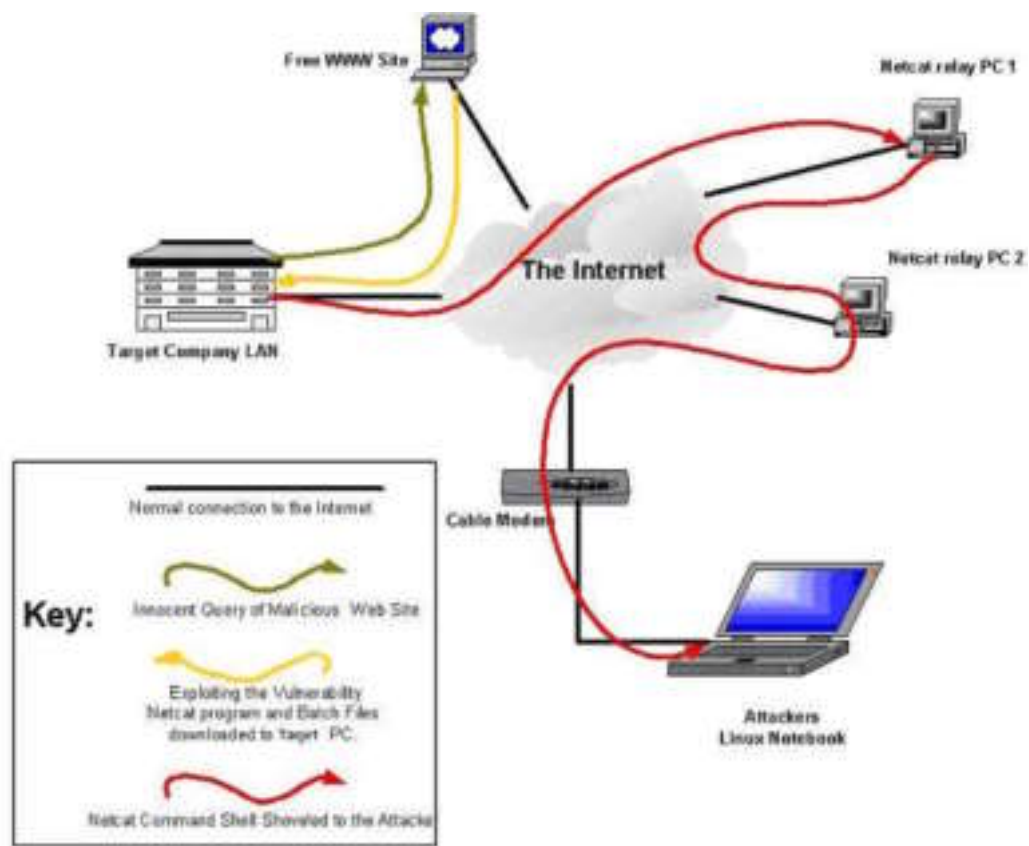 Free WWW Site
Netcat relay PC 1
The Internet
Netcat relay PC 2
Target Company LAN
Cable Modem
Key:
Normal connection to the Internet
Innocent Query of Malicious Web Site
Exploiting the Vulnerability
Netcat program and Batch Files
downloaded to Target PC.
Netcat Command Shell Shoveled to the Attacke
Attackers
Linux Notebook